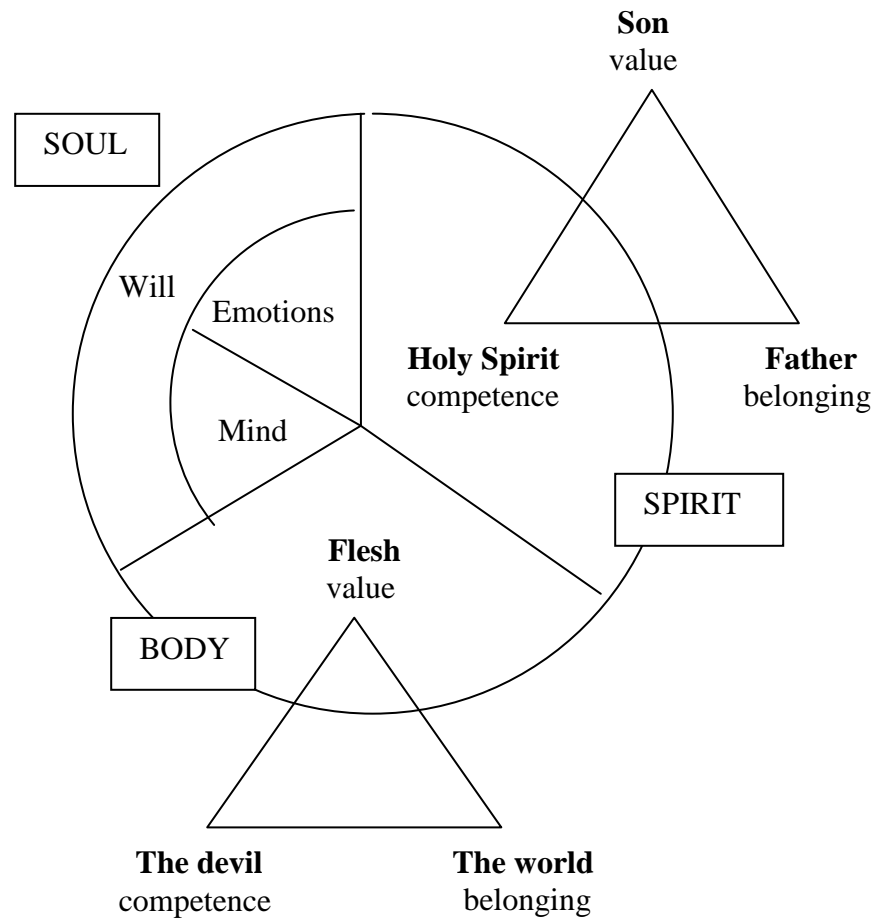 Son
value
SOUL
Will
Emotions
Holy Spirit
competence
Father
belonging
Mind
SPIRIT
Flesh
value
BODY
The devil
competence
The world
belonging